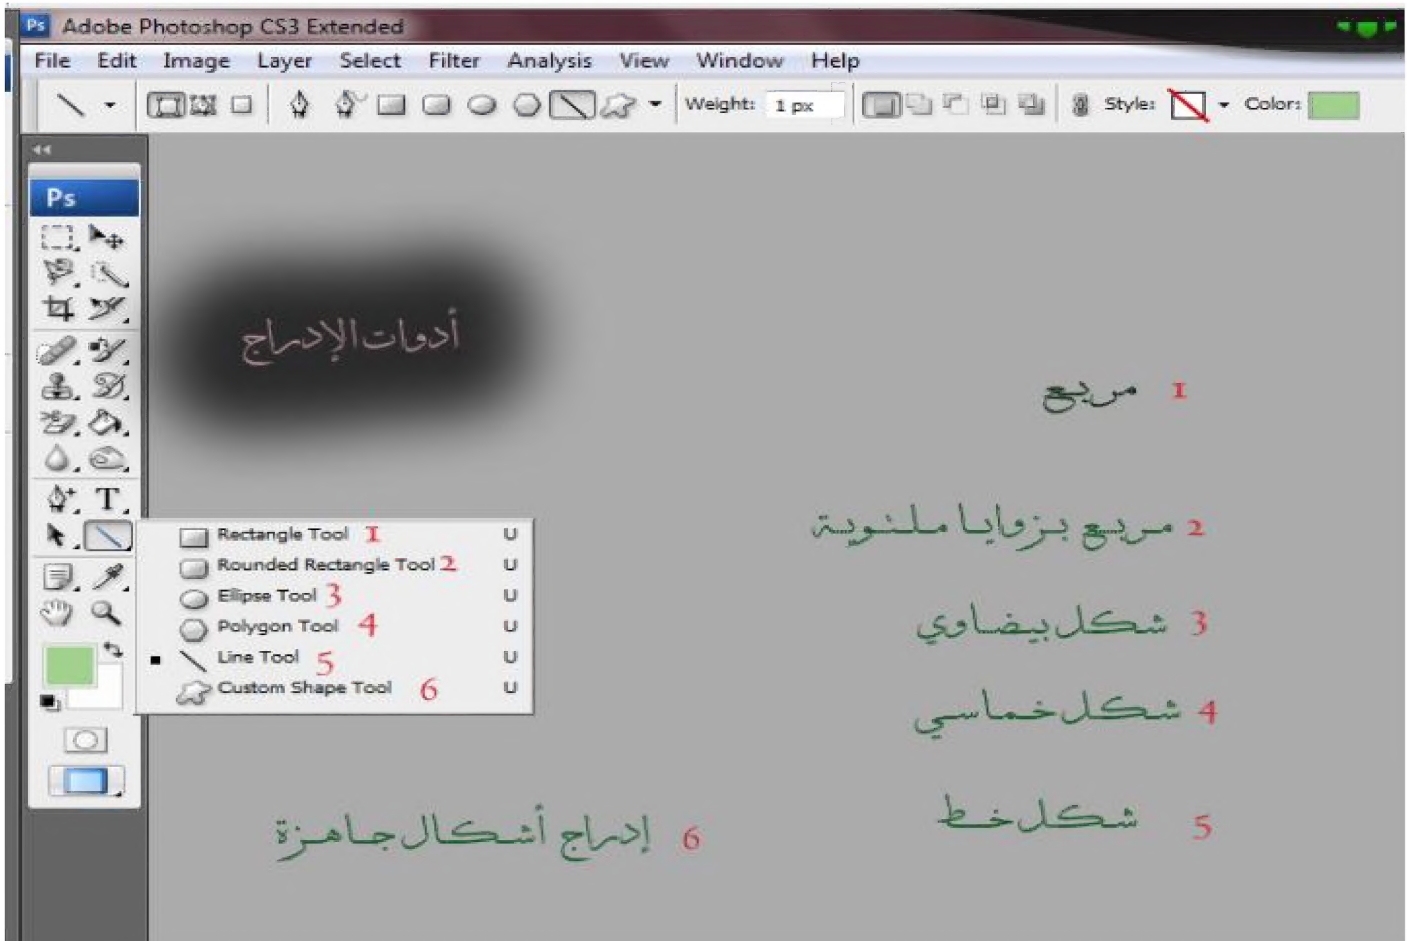 Ps Adobe Photoshop CS3 Extended
File Edit Image Layer Select Filter Analysis View Window Help
Weight: 1 px Style: Color:
Ps
أدوات الإدراج
مربع 1
2 مربع بزوايا ملتوية
T
Rectangle Tool 1 U
Rounded Rectangle Tool 2 U
Ellipse Tool 3 U
Polygon Tool 4 U
Line Tool 5 U
Custom Shape Tool 6 U
3 شكل بيضاوي
4 شكل خماسي
5 شكل خط
6 إدراج أشكال جاهزة